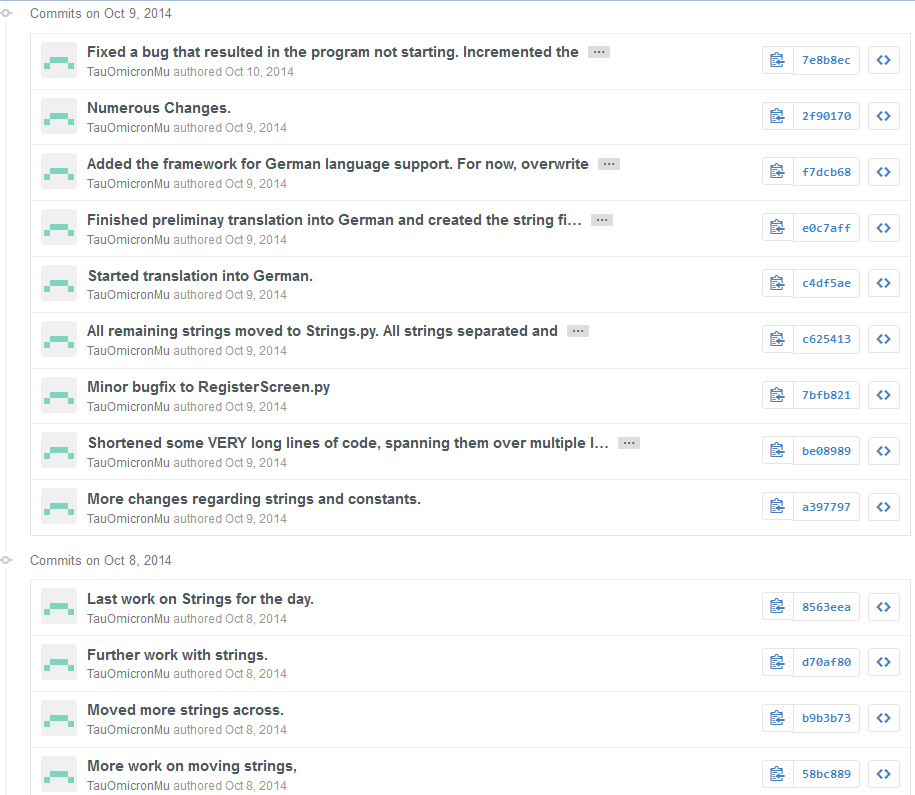 Commits on Oct 9, 2014
Fixed a bug that resulted in the program not starting. Incremented the ...
TauOmicronMu authored Oct 10, 2014
7e8b8ec
Numerous Changes.
TauOmicronMu authored Oct 9, 2014
2f90170
Added the framework for German language support. For now, overwrite ...
TauOmicronMu authored Oct 9, 2014
f7dcb68
Finished preliminay translation into German and created the string fi... ...
TauOmicronMu authored Oct 9, 2014
e0c7aff
Started translation into German.
TauOmicronMu authored Oct 9, 2014
c4df5ae
All remaining strings moved to Strings.py. All strings separated and ...
TauOmicronMu authored Oct 9, 2014
c625413
Minor bugfix to RegisterScreen.py
TauOmicronMu authored Oct 9, 2014
7bfb821
Shortened some VERY long lines of code, spanning them over multiple l... ...
TauOmicronMu authored Oct 9, 2014
be08989
More changes regarding strings and constants.
TauOmicronMu authored Oct 9, 2014
a397797
Commits on Oct 8, 2014
Last work on Strings for the day.
TauOmicronMu authored Oct 8, 2014
8563eea
Further work with strings.
TauOmicronMu authored Oct 8, 2014
d70af80
Moved more strings across.
TauOmicronMu authored Oct 8, 2014
b9b3b73
More work on moving strings,
TauOmicronMu authored Oct 8, 2014
58bc889